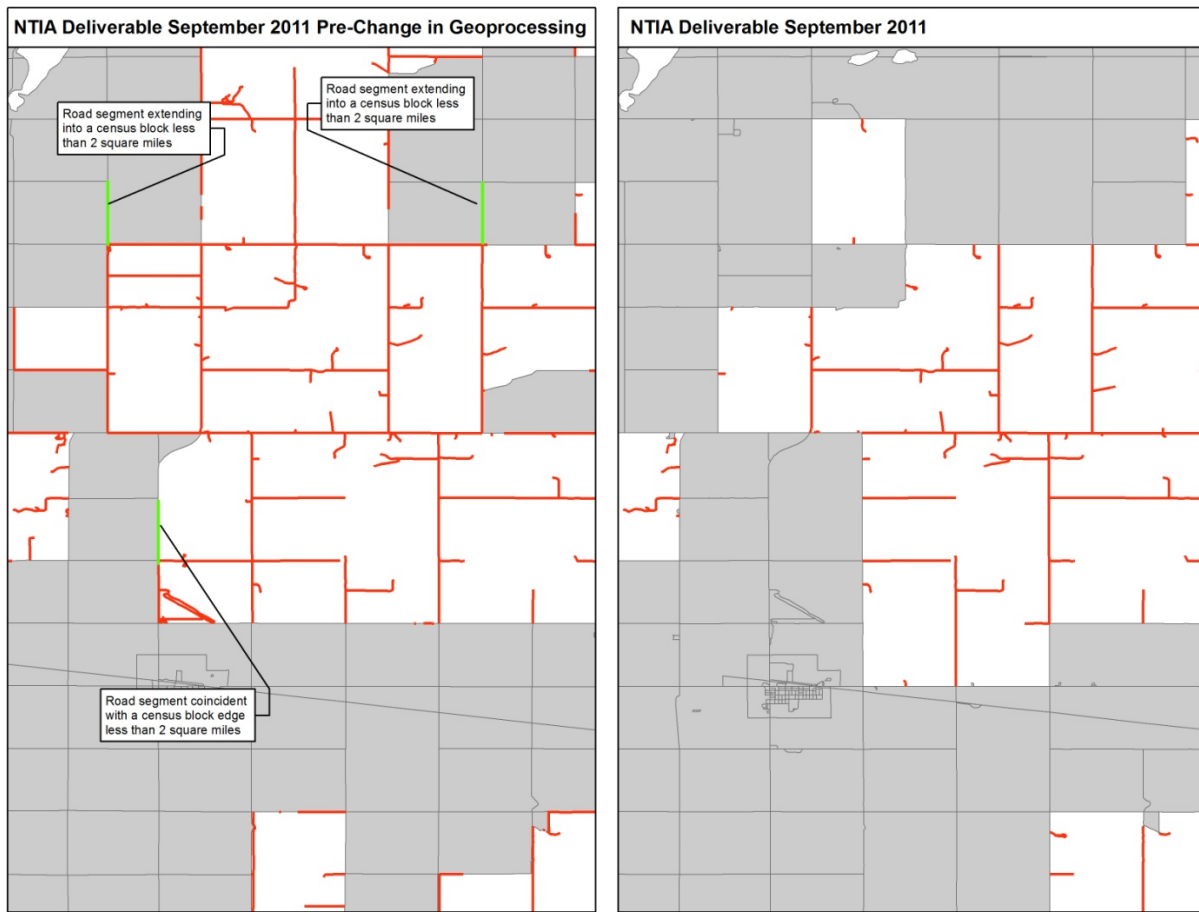 NTIA Deliverable September 2011 Pre-Change in Geoprocessing
Road segment extending
into a census block less
than 2 square miles
Road segment extending
into a census block less
than 2 square miles
Road segment coincident
with a census block edge
less than 2 square miles
NTIA Deliverable September 2011